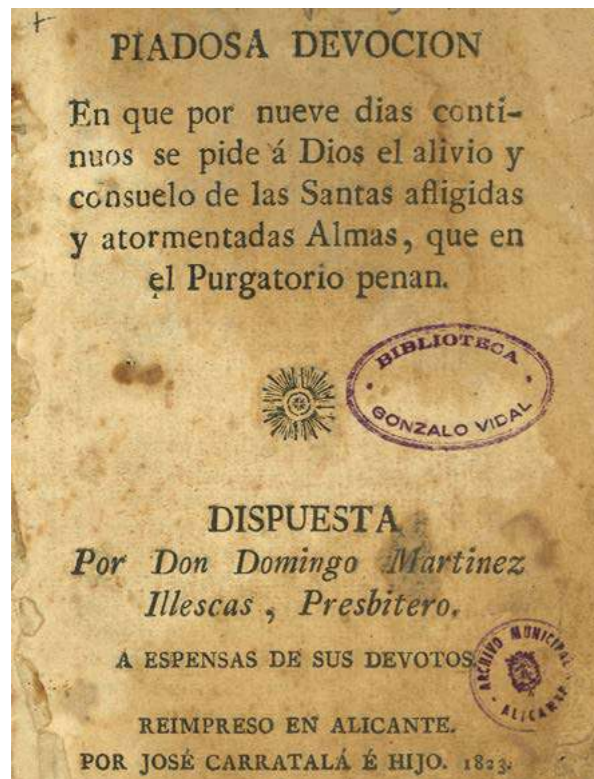 PIADOSA DEVOCION
En que por nueve dias conti-
nuos se pide á Dios el alivio y
consuelo de las Santas afligidas
y atormentadas Almas, que en
el Purgatorio penan.
BIBLIOTECA
GONZALO VIDAL
DISPUESTA
Por Don Domingo Martinez
Illescas, Presbitero.
A ESPENSAS DE SUS DEVOTOS.
ARCHIVO MUNICIPAL
ALICANTE
REIMPRESO EN ALICANTE.
POR JOSÉ CARRATALÁ É HIJO. 1823.